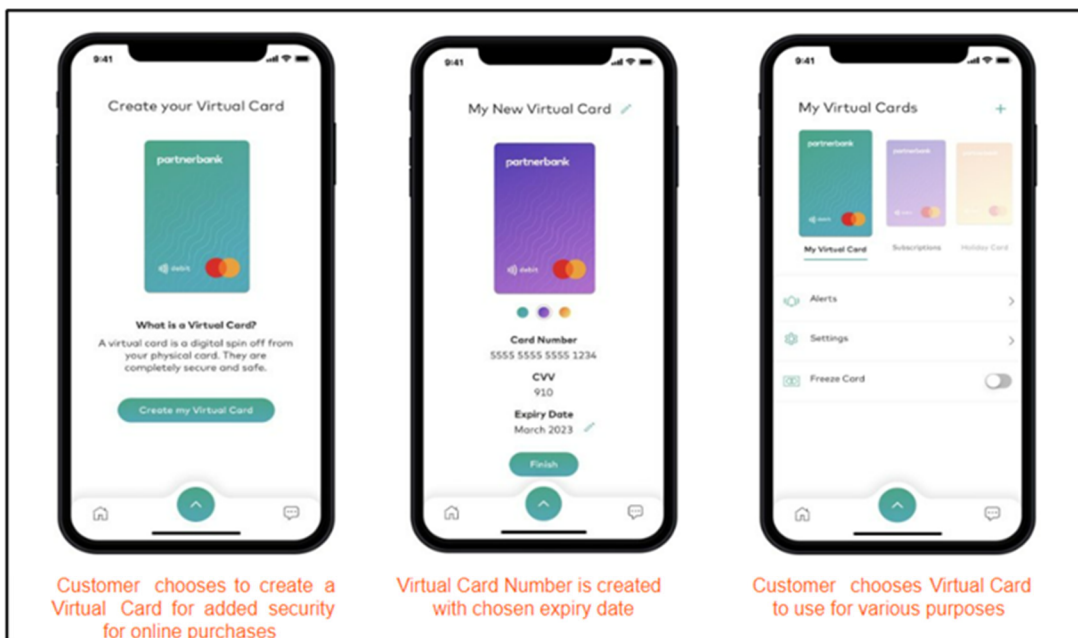 9:41
Create your Virtual Card
partnerbank
debit
What is a Virtual Card?
A virtual card is a digital spin off from
your physical card. They are
completely secure and safe.
Create my Virtual Card
Customer chooses to create a
Virtual Card for added security
for online purchases
9:41
My New Virtual Card
partnerbank
debit
Card Number
5555 5555 5555 1234
CVV
910
Expiry Date
March 2023
Finish
Virtual Card Number is created
with chosen expiry date
9:41
My Virtual Cards
+
partnerbank
partnerbank
partnerbank
debit
My Virtual Card
Subscriptions
Holiday Card
Alerts
Settings
Freeze Card
Customer chooses Virtual Card
to use for various purposes